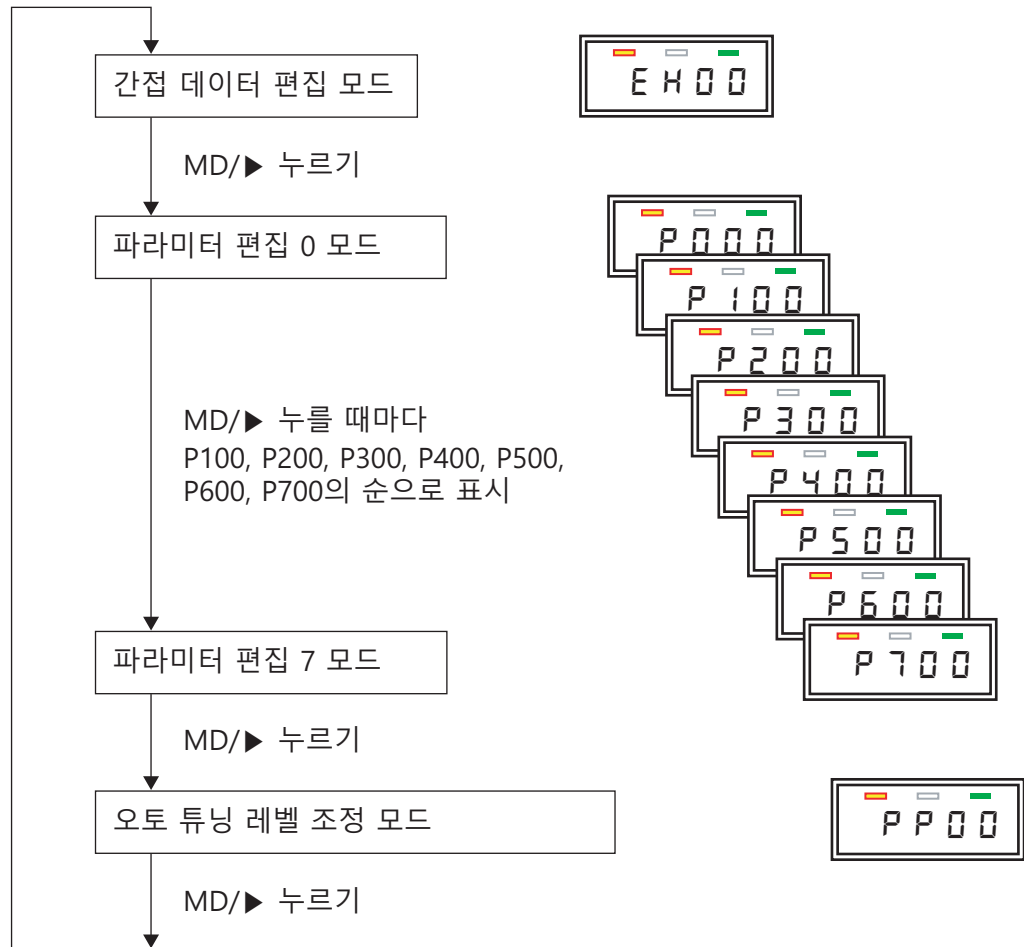 간접 데이터 편집 모드
EH00
MD/▶ 누르기
파라미터 편집 0 모드
P000
P100
P200
P300
P400
P500
P600
P700
MD/▶ 누를 때마다
P100, P200, P300, P400, P500,
P600, P700의 순으로 표시
파라미터 편집 7 모드
MD/▶ 누르기
오토 튜닝 레벨 조정 모드
PP00
MD/▶ 누르기